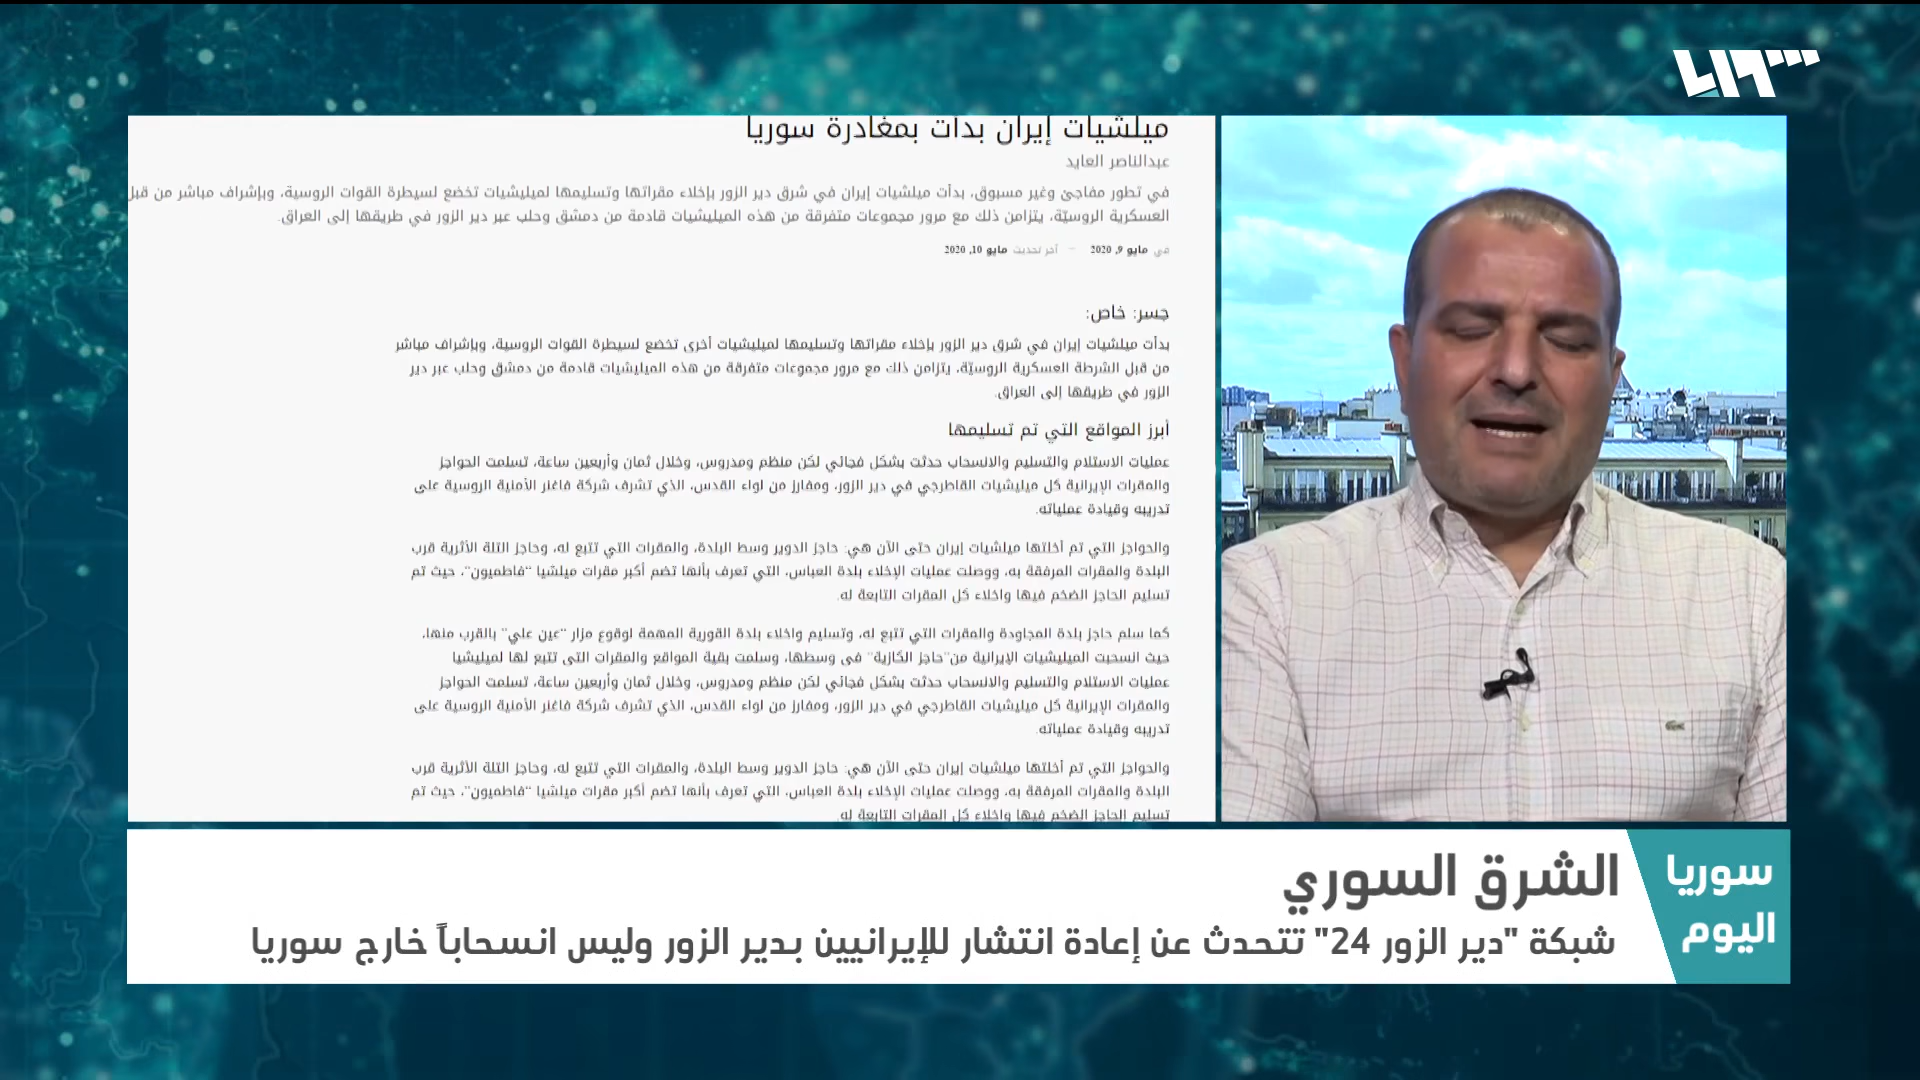 ميلشيات إيران بدأت بمغادرة سوريا
عبدالناصر العايد
في تطور مفاجئ وغير مسبوق، بدأت ميلشيات إيران في شرق دير الزور بإخلاء مقراتها وتسليمها لميليشيات تخضع لسيطرة القوات الروسية، وبإشراف مباشر من قبل
العسكرية الروسيّة، يتزامن ذلك مع مرور مجموعات متفرقة من هذه الميليشيات قادمة من دمشق وحلب عبر دير الزور في طريقها إلى العراق.
في مايو 9, 2020 — آخر تحديث مايو 10, 2020
جسر: خاص:
بدأت ميلشيات إيران في شرق دير الزور بإخلاء مقراتها وتسليمها لميليشيات أخرى تخضع لسيطرة القوات الروسية، وبإشراف مباشر
من قبل الشرطة العسكرية الروسيّة، يتزامن ذلك مع مرور مجموعات متفرقة من هذه الميليشيات قادمة من دمشق وحلب عبر دير
الزور في طريقها إلى العراق.
أبرز المواقع التي تم تسليمها
عمليات الاستلام والتسليم والانسحاب حدثت بشكل فجائي لكن منظم ومدروس، وخلال ثمان وأربعين ساعة، تسلمت الحواجز
والمقرات الإيرانية كل ميليشيات القاطرجي في دير الزور، ومفارز من لواء القدس، الذي تشرف شركة فاغنر الأمنية الروسية على
تدريبه وقيادة عملياته.
والحواجز التي تم أخلتها ميلشيات إيران حتى الآن هي: حاجز الدوير وسط البلدة، والمقرات التي تتبع له، وحاجز التلة الأثرية قرب
البلدة والمقرات المرفقة به، ووصلت عمليات الإخلاء بلدة العباس، التي تعرف بأنها تضم أكبر مقرات ميلشيا "فاطميون"، حيث تم
تسليم الحاجز الضخم فيها واخلاء كل المقرات التابعة له.
كما سلم حاجز بلدة المجاودة والمقرات التي تتبع له، وتسليم واخلاء بلدة القورية المهمة لوقوع مزار "عين علي" بالقرب منها،
حيث انسحبت الميليشيات الإيرانية من"حاجز الكازية" في وسطها، وسلمت بقية المواقع والمقرات التي تتبع لها لميليشيا
عمليات الاستلام والتسليم والانسحاب حدثت بشكل فجائي لكن منظم ومدروس، وخلال ثمان وأربعين ساعة، تسلمت الحواجز
والمقرات الإيرانية كل ميليشيات القاطرجي في دير الزور، ومفارز من لواء القدس، الذي تشرف شركة فاغنر الأمنية الروسية على
تدريبه وقيادة عملياته.
والحواجز التي تم أخلتها ميلشيات إيران حتى الآن هي: حاجز الدوير وسط البلدة، والمقرات التي تتبع له، وحاجز التلة الأثرية قرب
البلدة والمقرات المرفقة به، ووصلت عمليات الإخلاء بلدة العباس، التي تعرف بأنها تضم أكبر مقرات ميلشيا "فاطميون"، حيث تم
تسليم الحاجز الضخم فيها واخلاء كل المقرات التابعة له
سوريا
اليوم
الشرق السوري
شبكة "دير الزور 24" تتحدث عن إعادة انتشار للإيرانيين بدير الزور وليس انسحاباً خارج سوريا